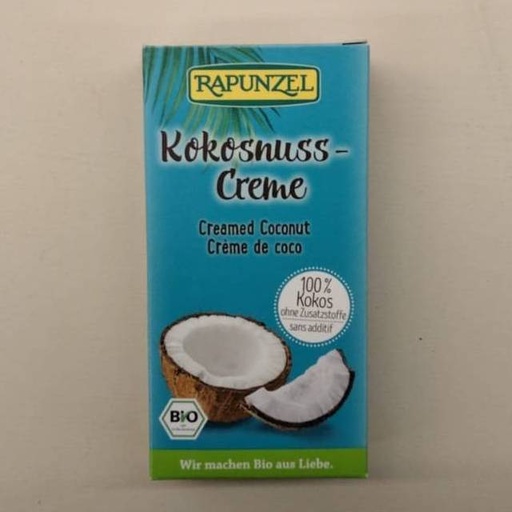 RAPUNZEL
Kokosnuss-
Creme
Creamed Coconut
Crème de coco
100%
Kokos
ohne Zusatzstoffe
sans additif
BIO
Wir machen Bio aus Liebe.